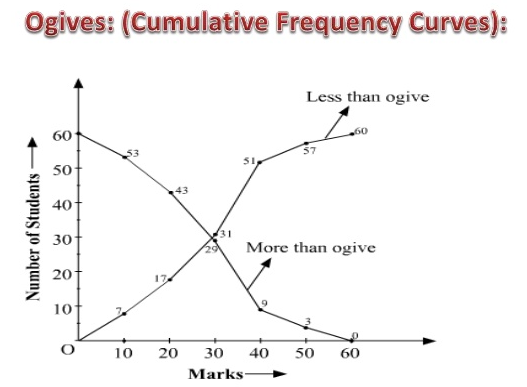 Ogives: (Cumulative Frequency Curves):
Less than ogive
60
60
57
53
51
50
43
40
Number of Students
31
30
29
More than ogive
20
17
10
9
7
3
0
O
10 20 30 40 50 60
Marks